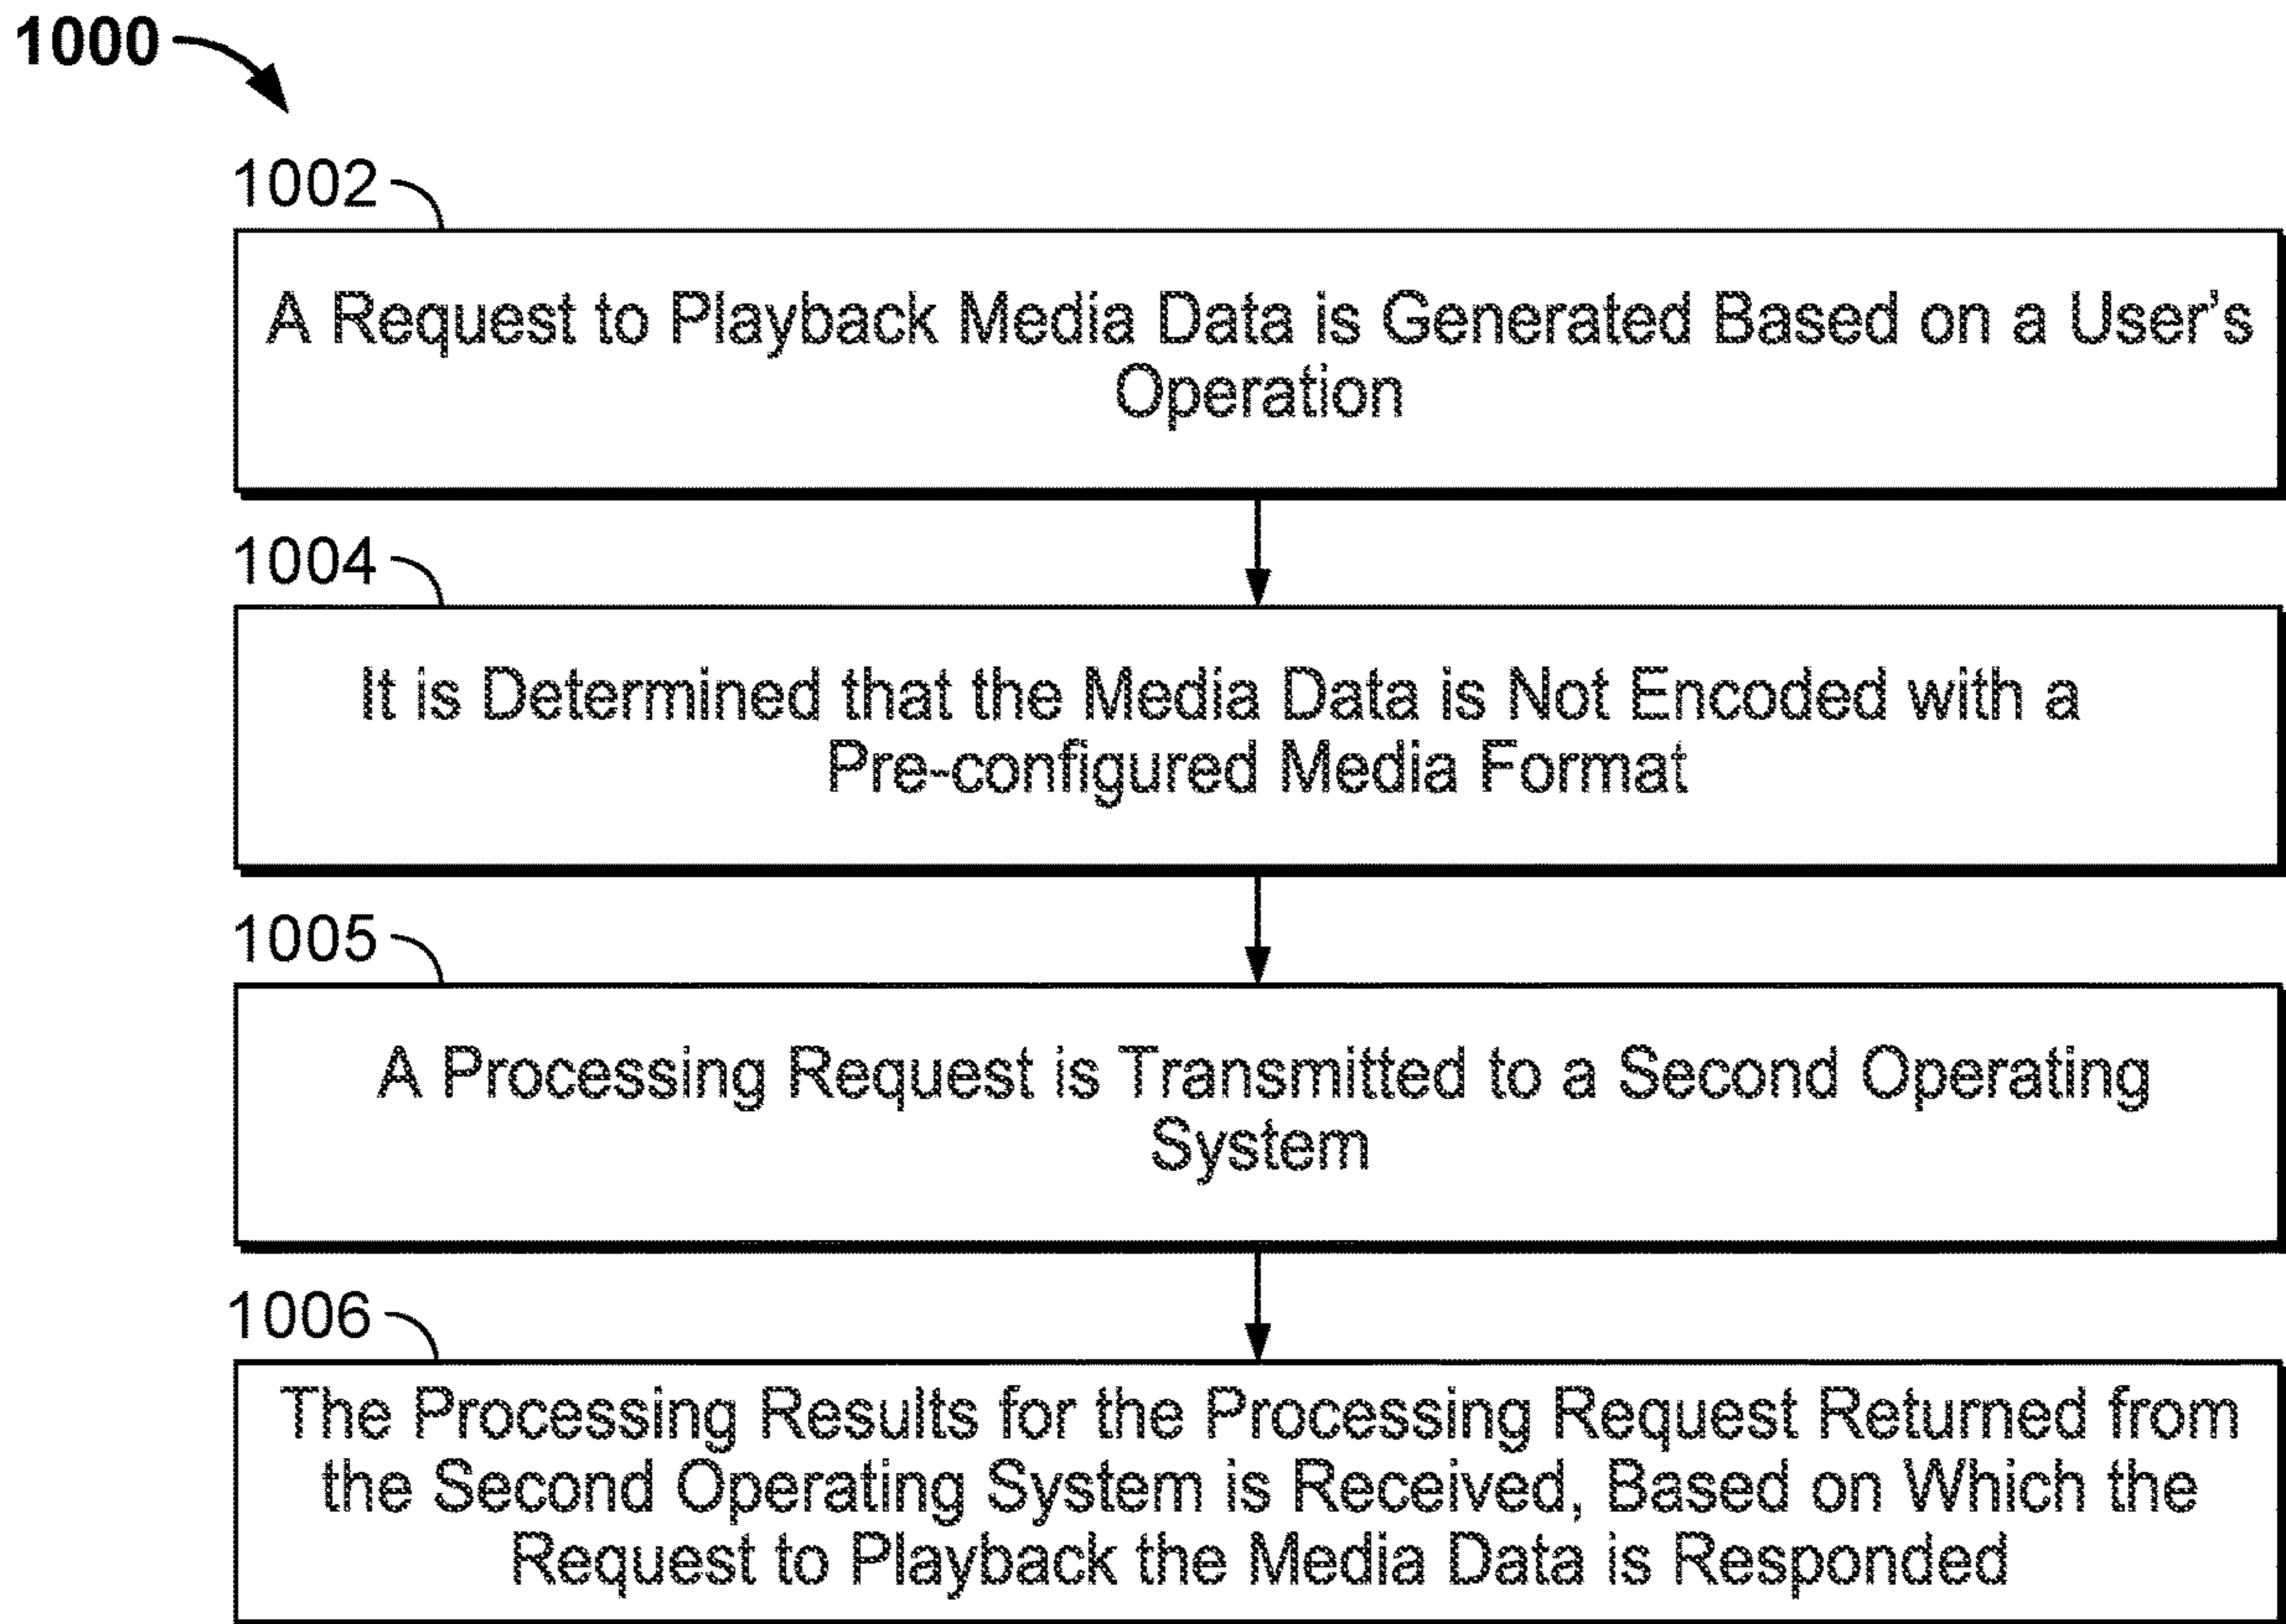 1000
1002
A Request to Playback Media Data is Generated Based on a User's
Operation
1004
It is Determined that the Media Data is Not Encoded with a
Pre-configured Media Format
1005
A Processing Request is Transmitted to a Second Operating
System
1006
The Processing Results for the Processing Request Returned from
the Second Operating System is Received, Based on Which the
Request to Playback the Media Data is Responded